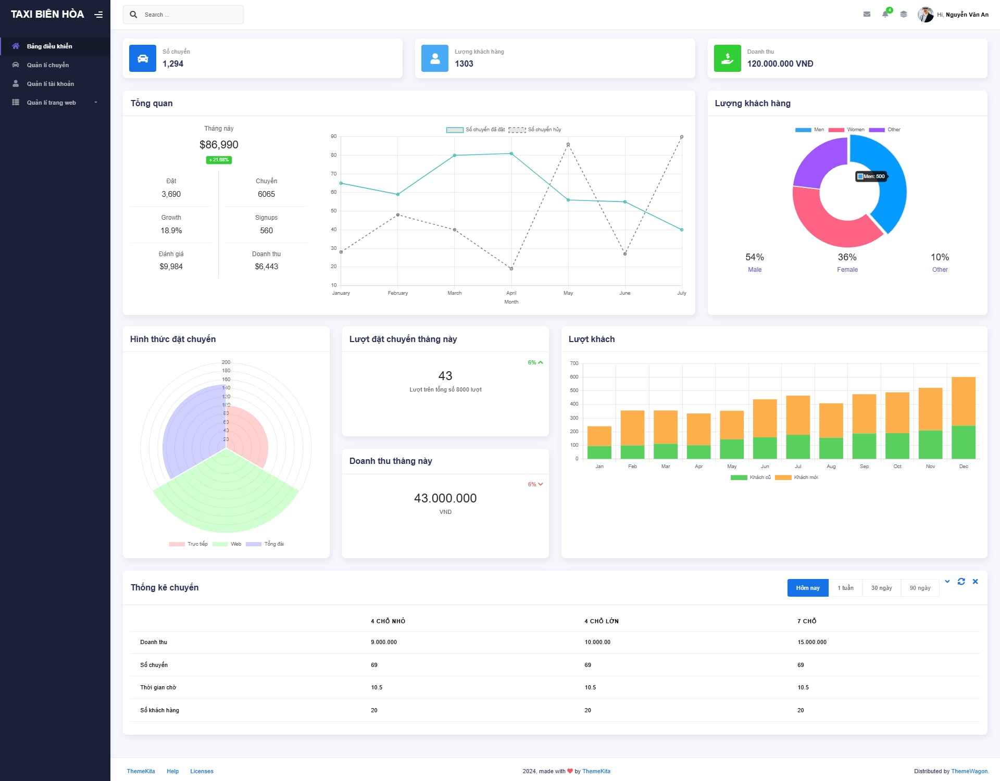 TAXI BIÊN HÒA
Search ...
4
Hi, Nguyễn Văn An
Bảng điều khiển
Quản lí chuyến
Quản lí tài khoản
Quản lí trang web
Số chuyến
1,294
Lượng khách hàng
1303
Doanh thu
120.000.000 VNĐ
Tổng quan
Tháng này
$86,990
+ 21.68%
Đặt
3,690
Chuyến
6065
Growth
18.9%
Signups
560
Đánh giá
$9,984
Doanh thu
$6,443
Số chuyến đã đặt
Số chuyến hủy
90
80
70
60
50
40
30
20
10
January
February
March
April
May
June
July
Month
Lượng khách hàng
Men
Women
Other
Men: 500
54%
Male
36%
Female
10%
Other
Hình thức đặt chuyến
200
180
160
140
120
100
80
60
40
20
Trực tiếp
Web
Tổng đài
Lượt đặt chuyến tháng này
6%
43
Lượt trên tổng số 8000 lượt
Doanh thu tháng này
6%
43.000.000
VND
Lượt khách
700
600
500
400
300
200
100
0
Jan
Feb
Mar
Apr
May
Jun
Jul
Aug
Sep
Oct
Nov
Dec
Khách cũ
Khách mới
Thống kê chuyến
Hôm nay
1 tuần
30 ngày
90 ngày
4 CHỖ NHỎ
4 CHỖ LỚN
7 CHỖ
Doanh thu
9.000.000
10.000.00
15.000.000
Số chuyến
69
69
69
Thời gian chờ
10.5
10.5
10.5
Số khách hàng
20
20
20
ThemeKita
Help
Licenses
2024, made with ❤ by ThemeKita
Distributed by ThemeWagon.